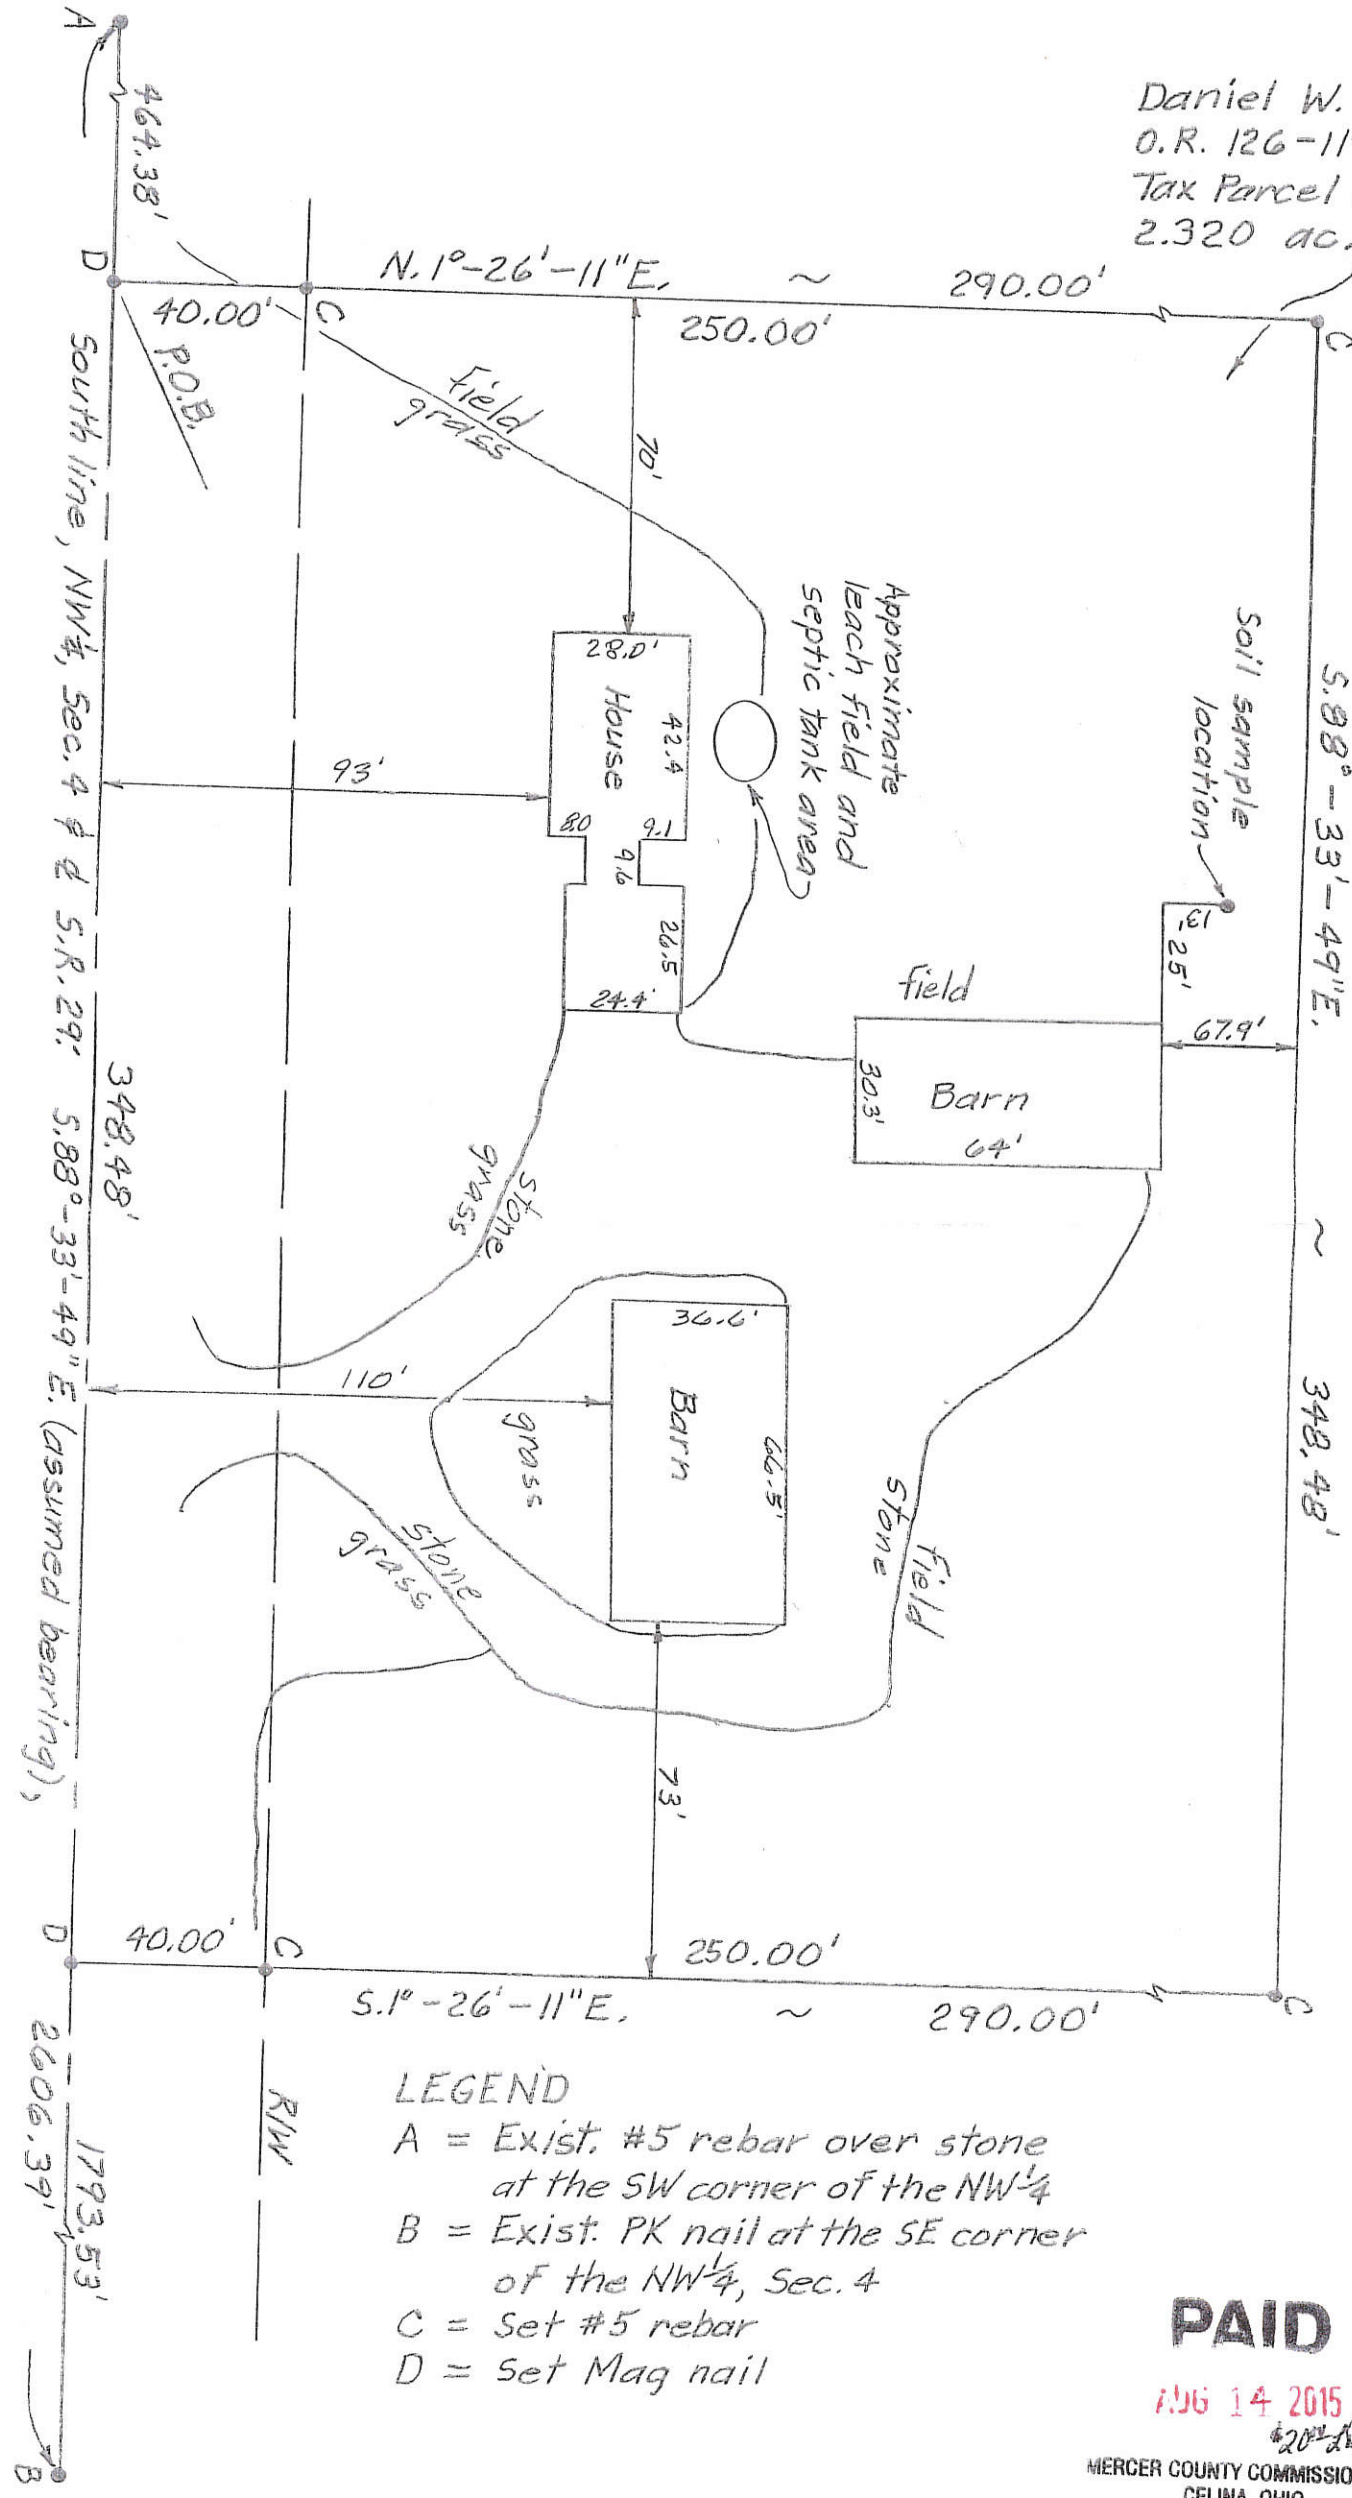 Daniel W.
O.R. 126-11
Tax Parcel
2.320 ac.
A
464.38'
D
40.00'
P.O.B.
C
N. 1°-26'-11" E. ~ 290.00'
250.00'
C
field
grass
70'
Approximate
leach field and
septic tank area
Soil sample
location
13'
25'
S. 88°-33'-49" E. ~ 348.48'
28.0'
House
42.4
8.0
9.1
9.6
26.5
24.4'
93'
field
67.9'
30.3'
Barn
64'
stone
grass
South line, NW¼, Sec. 4 & ℄ S.R. 29: S. 88°-33'-49" E. (assumed bearing),
348.48'
110'
grass
36.6'
Barn
66.5'
field
stone
stone
grass
73'
D
40.00'
C
250.00'
S. 1°-26'-11" E. ~ 290.00'
C
R/W
1793.53'
2606.39'
B
LEGEND
A = Exist. #5 rebar over stone
at the SW corner of the NW¼
B = Exist. PK nail at the SE corner
of the NW¼, Sec. 4
C = Set #5 rebar
D = Set Mag nail
PAID
AUG 14 2015
MERCER COUNTY COMMISSIO
CELINA, OHIO